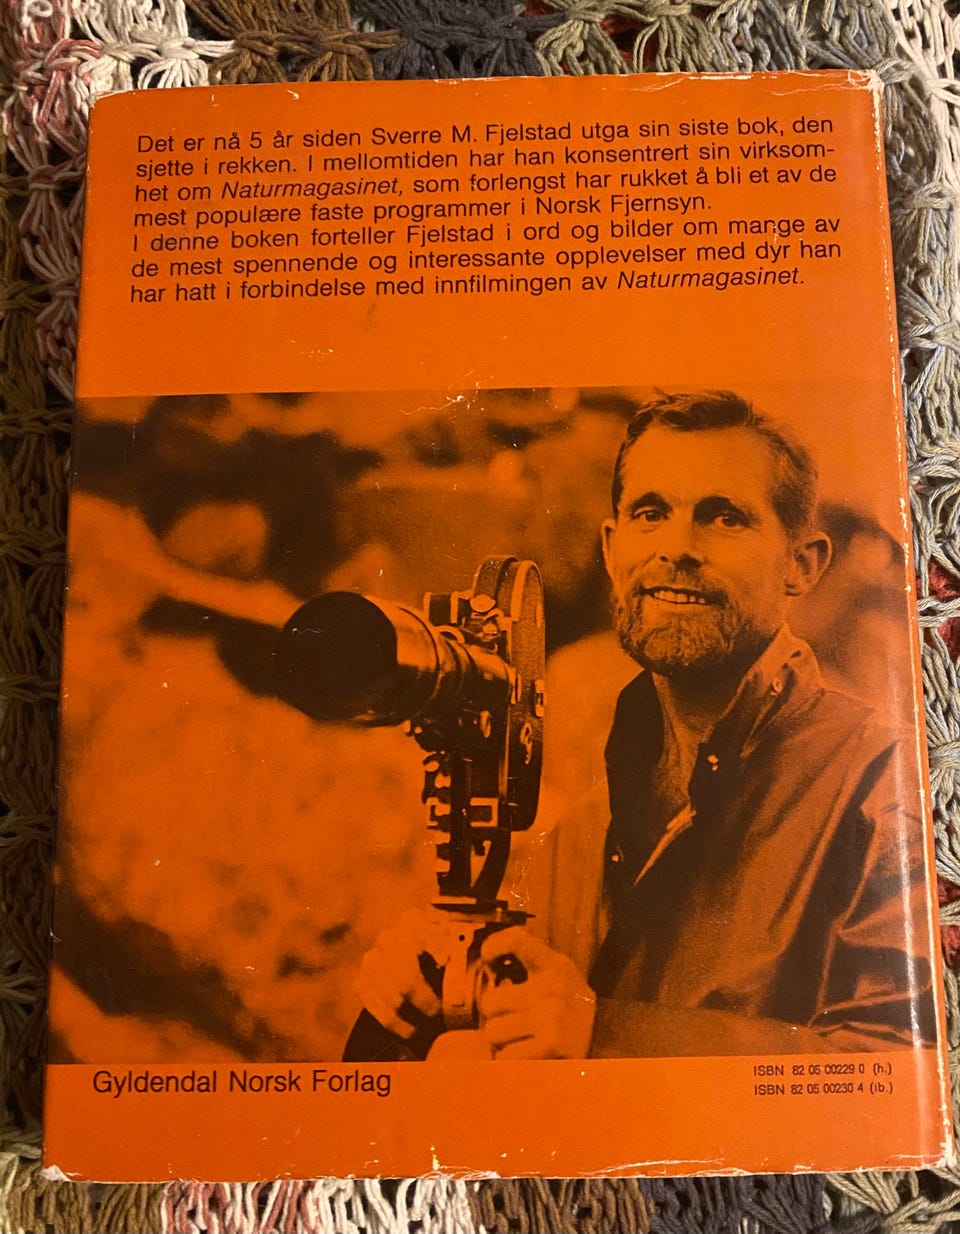 Det er nå 5 år siden Sverre M. Fjelstad utga sin siste bok, den
sjette i rekken. I mellomtiden har han konsentrert sin virksom-
het om Naturmagasinet, som forlengst har rukket å bli et av de
mest populære faste programmer i Norsk Fjernsyn.
I denne boken forteller Fjelstad i ord og bilder om mange av
de mest spennende og interessante opplevelser med dyr han
har hatt i forbindelse med innfilmingen av Naturmagasinet.
Gyldendal Norsk Forlag
ISBN 82 05 00229 0 (h.)
ISBN 82 05 00230 4 (ib.)